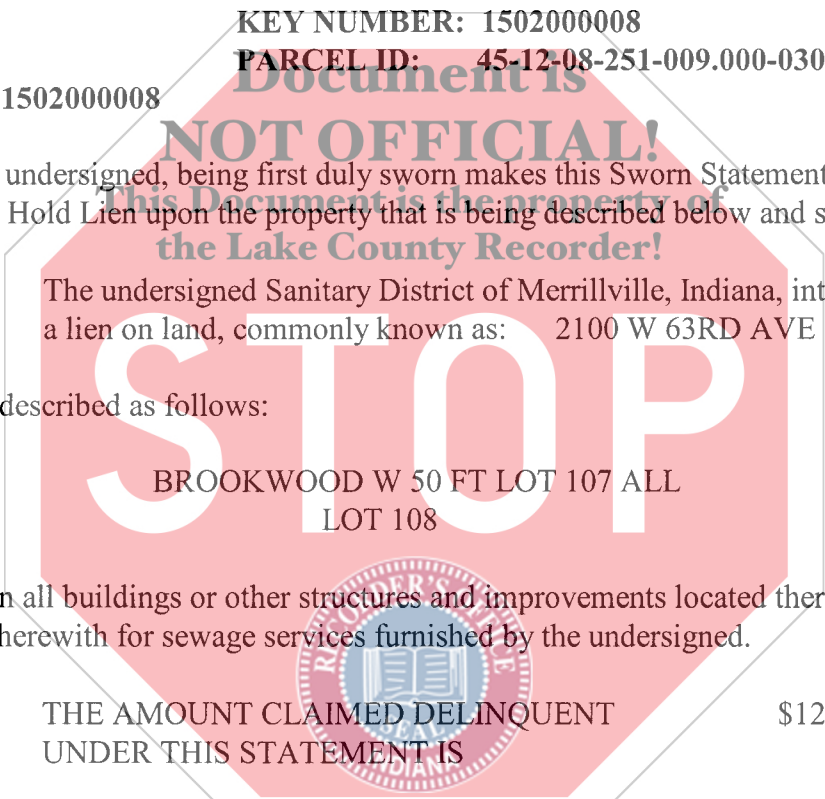 KEY NUMBER: 1502000008
PARCEL ID: 45-12-08-251-009.000-030
1502000008
Document is
NOT OFFICIAL!
undersigned, being first duly sworn makes this Sworn Statement
This Document is the property of
Hold Lien upon the property that is being described below and s
the Lake County Recorder!
The undersigned Sanitary District of Merrillville, Indiana, int
a lien on land, commonly known as: 2100 W 63RD AVE
STOP
described as follows:
BROOKWOOD W 50 FT LOT 107 ALL
LOT 108
n all buildings or other structures and improvements located ther
herewith for sewage services furnished by the undersigned.
RECORDER'S OFFICE
SEAL
INDIANA
THE AMOUNT CLAIMED DELINQUENT $12
UNDER THIS STATEMENT IS